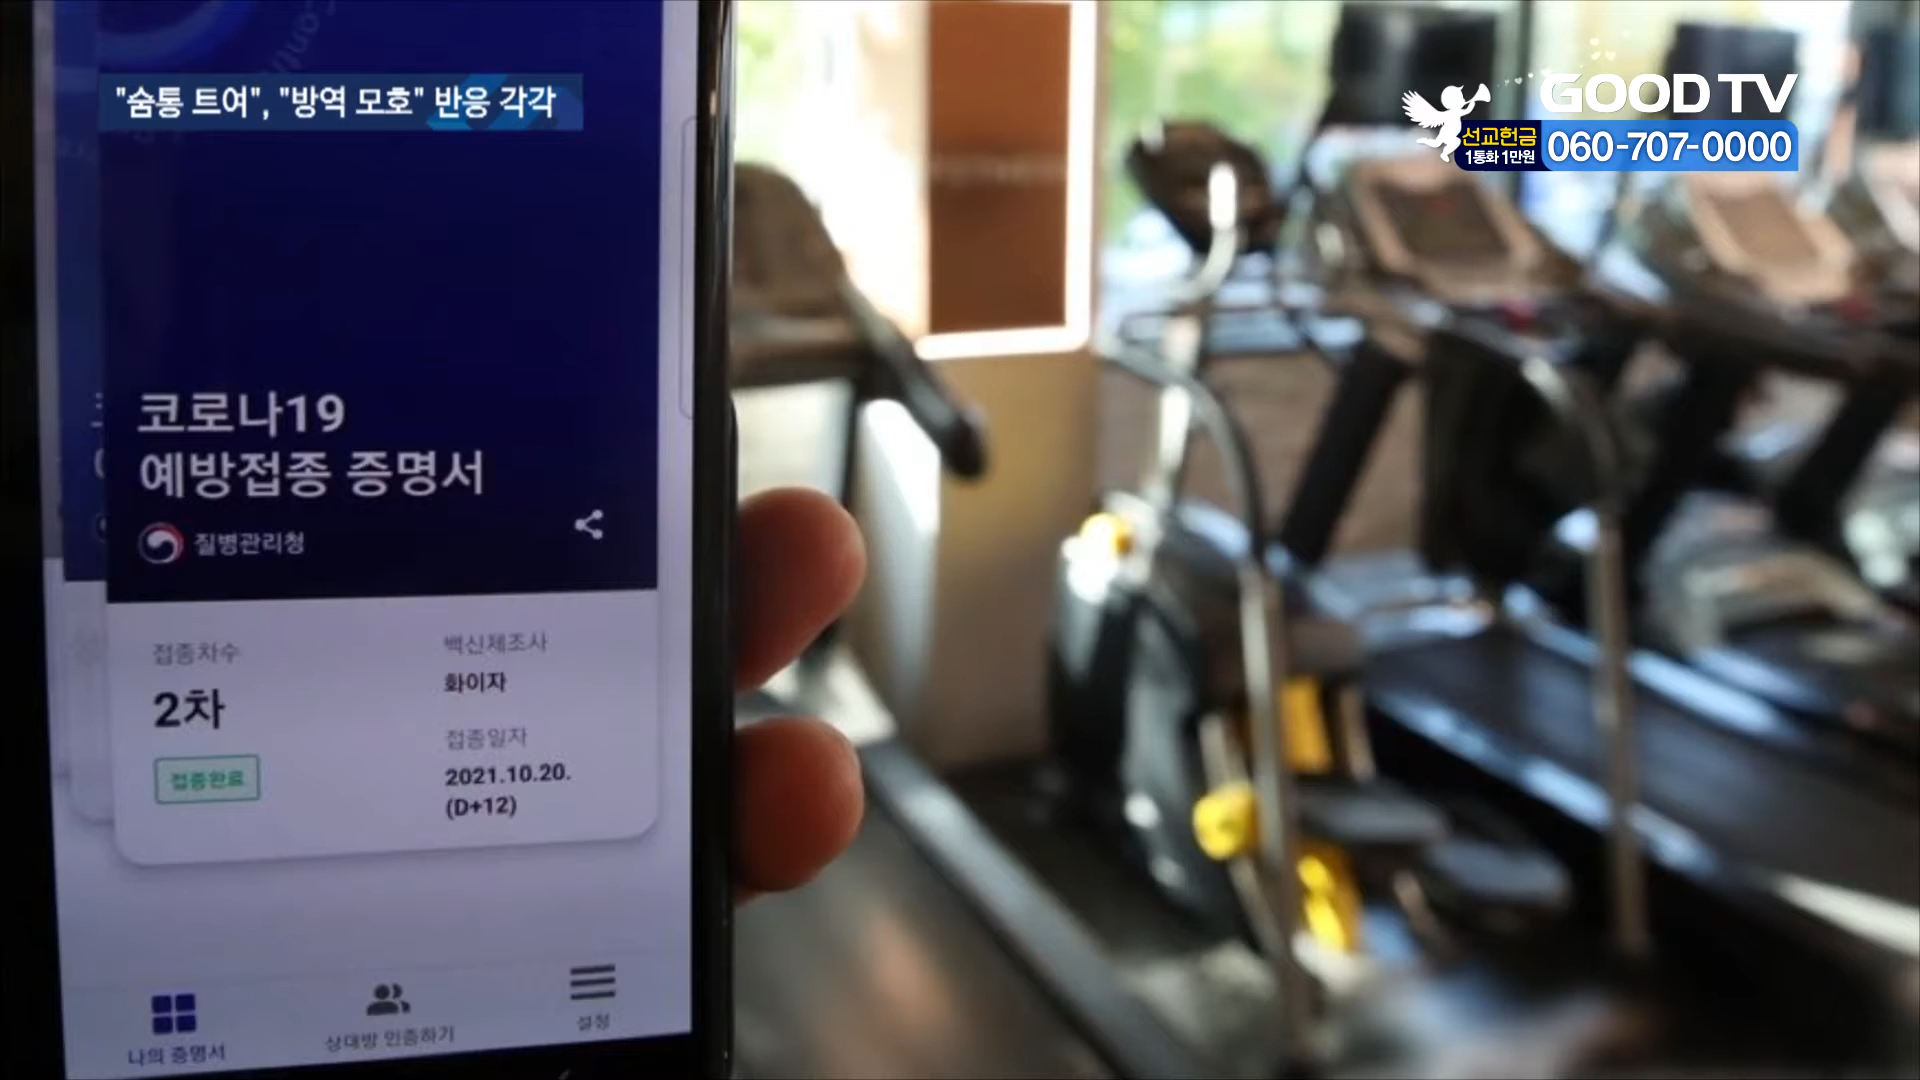 "숨통 트여", "방역 모호" 반응 각각
GOOD TV
선교헌금
1통화 1만원
060-707-0000
코로나19
예방접종 증명서
질병관리청
접종차수
2차
접종완료
백신제조사
화이자
접종일자
2021.10.20.
(D+12)
나의 증명서
상대방 인증하기
설정